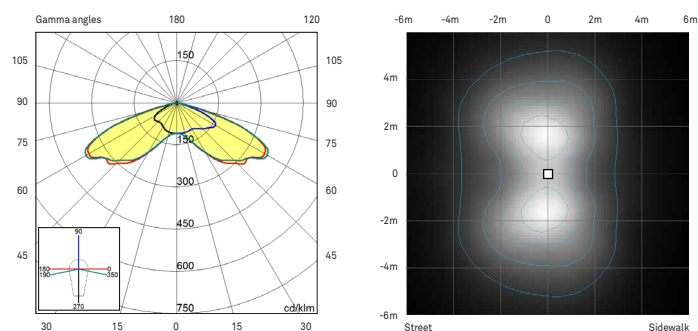 Gamma angles 180 120
105 105
90 90
75 75
60 60
45 45
30 15 0 15 30
150
150
300
450
600
750
cd/klm
90
180 0
190 350
270
-6m -4m 0 2m 6m
4m
2m
0
-2m
-4m
-6m
Street Sidewalk